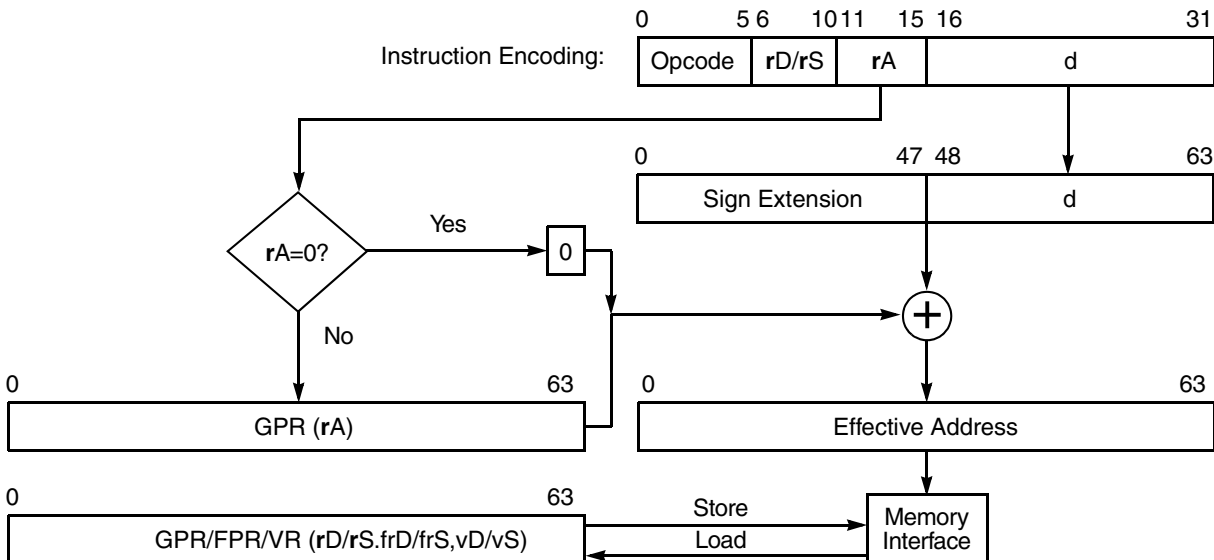 0 5 6 10 11 15 16 31
Instruction Encoding: Opcode rD/rS rA d
0 47 48 63
Sign Extension d
Yes
rA=0? 0
+
No
0 63 0 63
GPR (rA) Effective Address
0 63
Store
Memory
GPR/FPR/VR (rD/rS.frD/frS,vD/vS) Load Interface